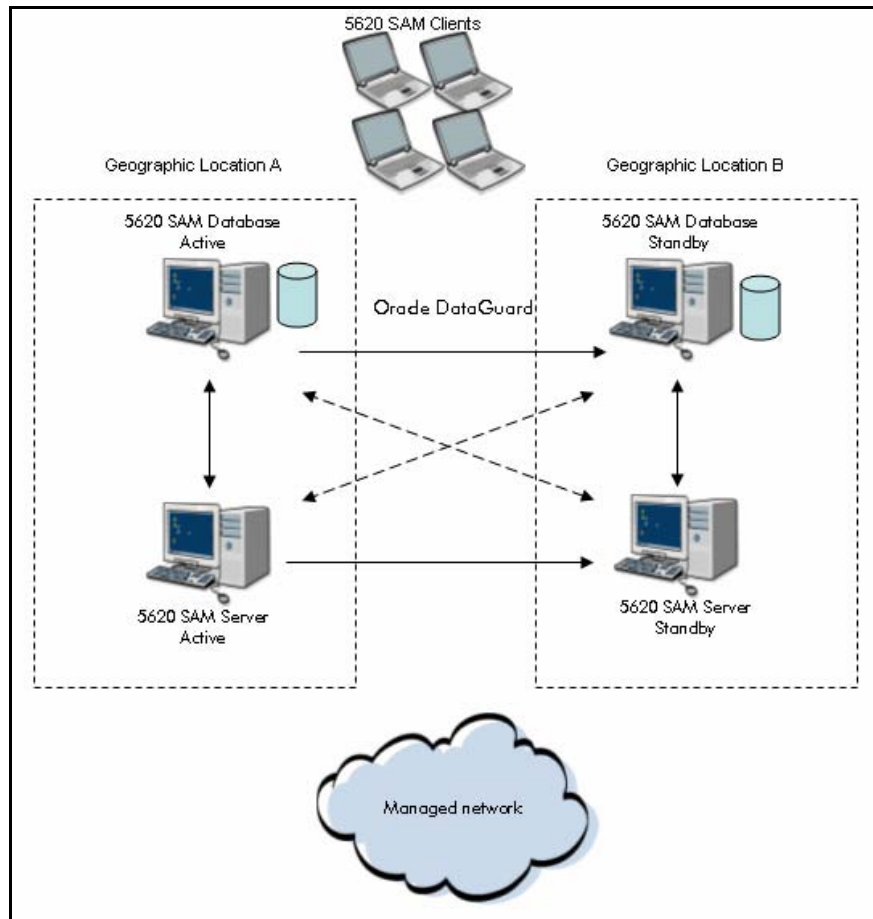 5620 SAM Clients
Geographic Location A
Geographic Location B
5620 SAM Database
Active
5620 SAM Database
Standby
Oracle DataGuard
5620 SAM Server
Active
5620 SAM Server
Standby
Managed network